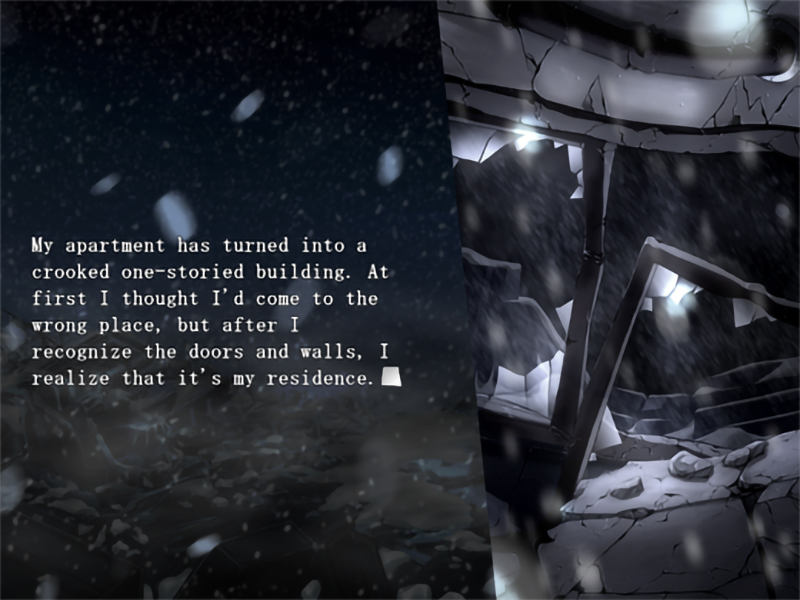 My apartment has turned into a
crooked one-storied building. At
first I thought I'd come to the
wrong place, but after I
recognize the doors and walls, I
realize that it's my residence.